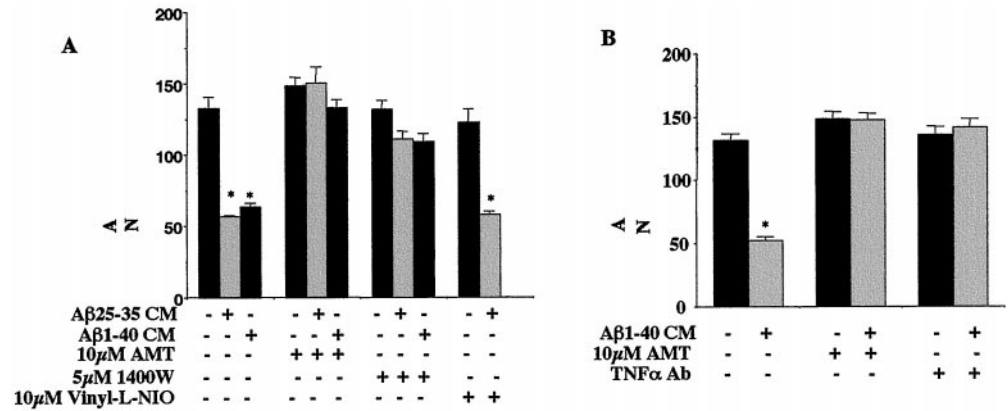 A
200
150
100
50
0
A
N
*
*
*
Aβ25-35 CM - + - - + - - + - - +
Aβ1-40 CM - - + - - + - - + - -
10μM AMT - - - + + + - - - - -
5μM 1400W - - - - - - + + + - -
10μM Vinyl-L-NIO - - - - - - - - - + +
B
200
150
100
50
0
A
N
*
Aβ1-40 CM - + - + - +
10μM AMT - - + + - -
TNFα Ab - - - - + +